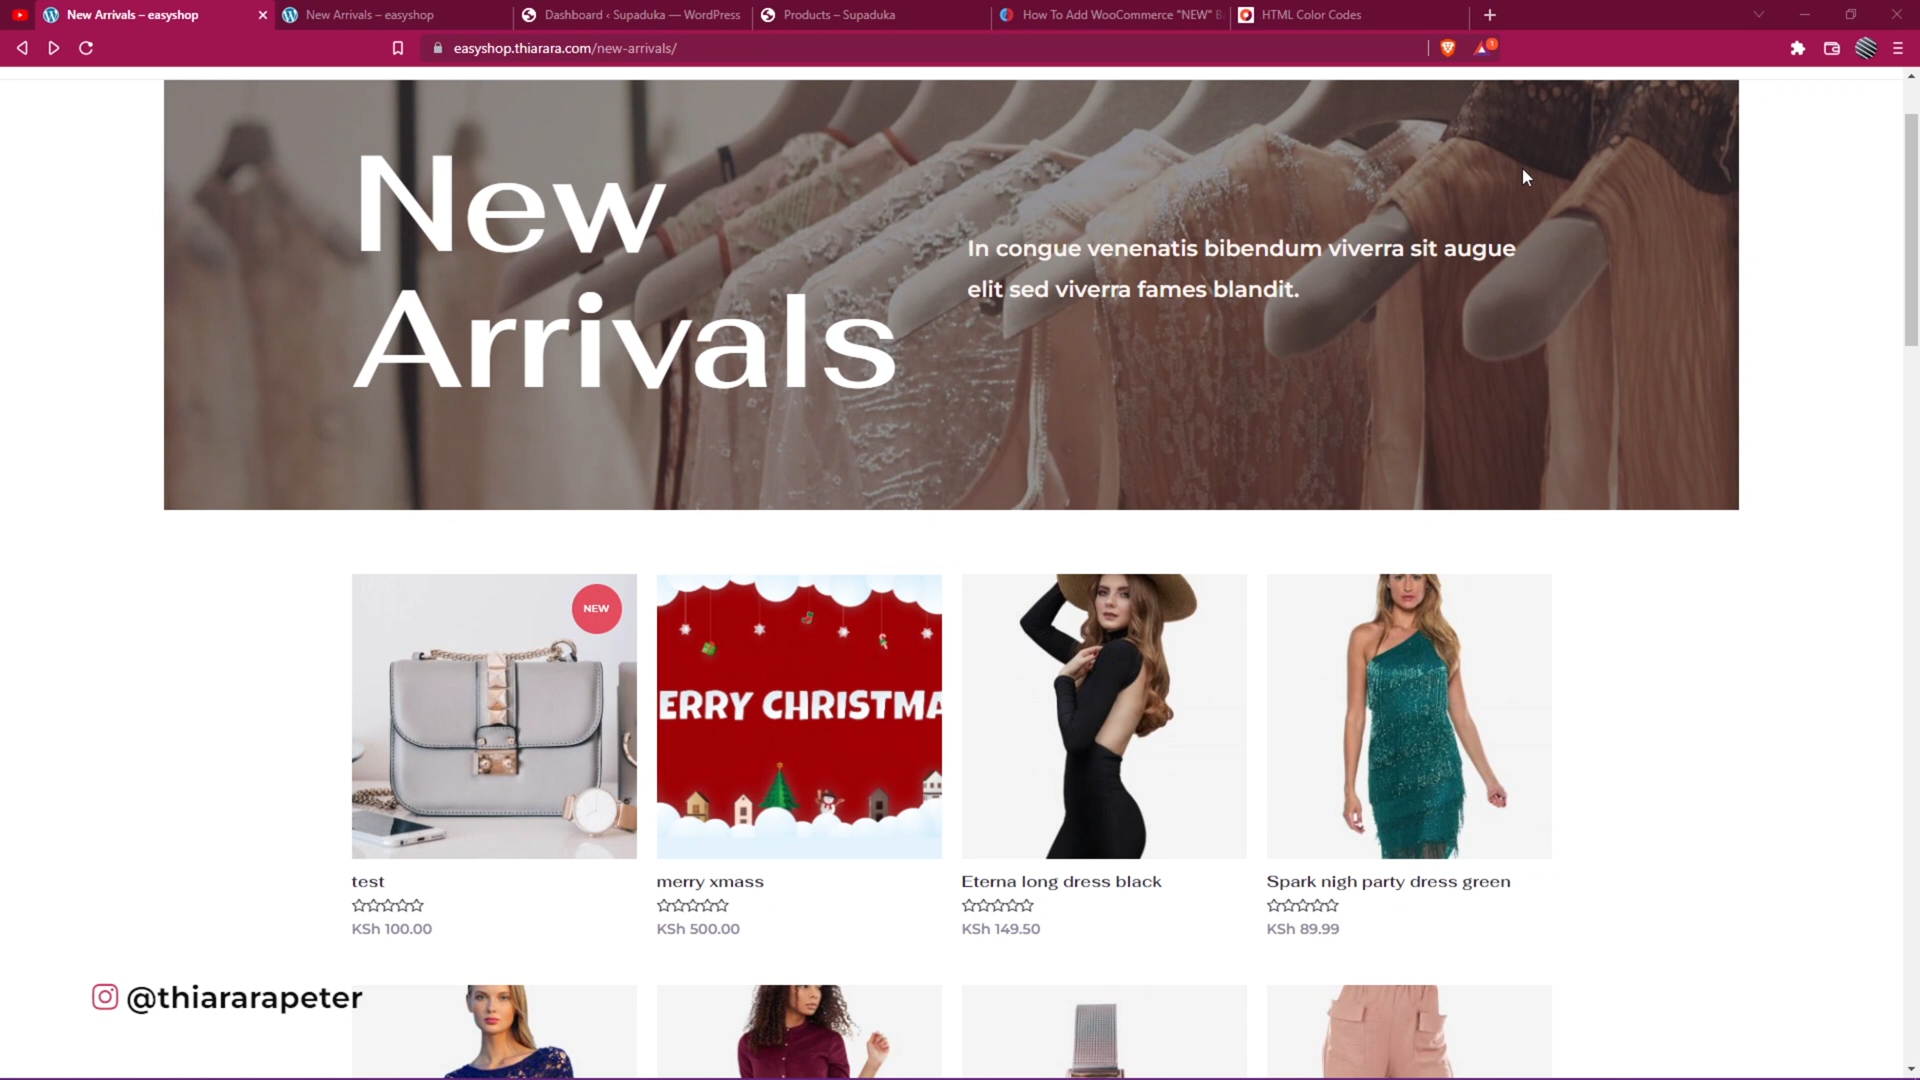 New Arrivals – easyshop
New Arrivals – easyshop
Dashboard ‹ Supaduka — WordPress
Products – Supaduka
How To Add WooCommerce "NEW" B
HTML Color Codes
easyshop.thiarara.com/new-arrivals/
1
New
Arrivals
In congue venenatis bibendum viverra sit augue
elit sed viverra fames blandit.
NEW
ERRY CHRISTMA
test
merry xmass
Eterna long dress black
Spark nigh party dress green
KSh 100.00
KSh 500.00
KSh 149.50
KSh 89.99
@thiararapeter